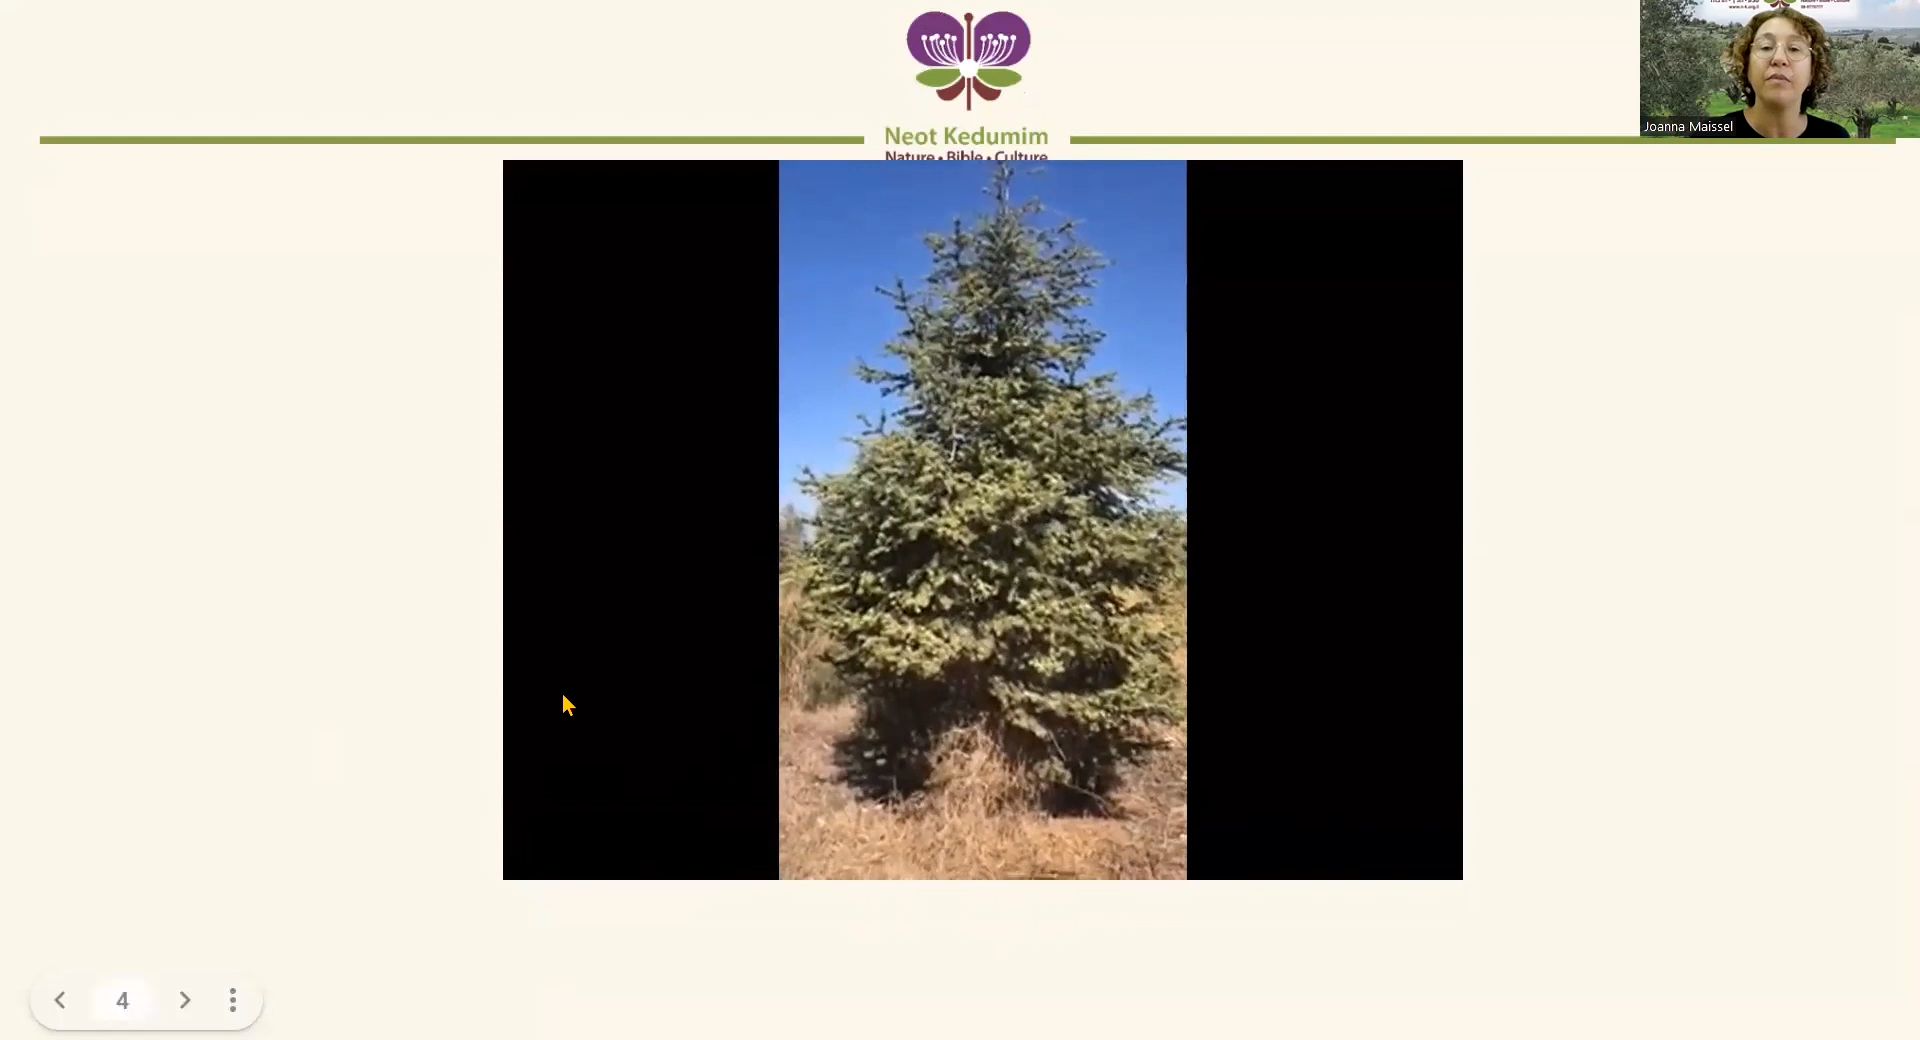 Neot Kedumim
Nature • Bible • Culture
Joanna Maissel
4